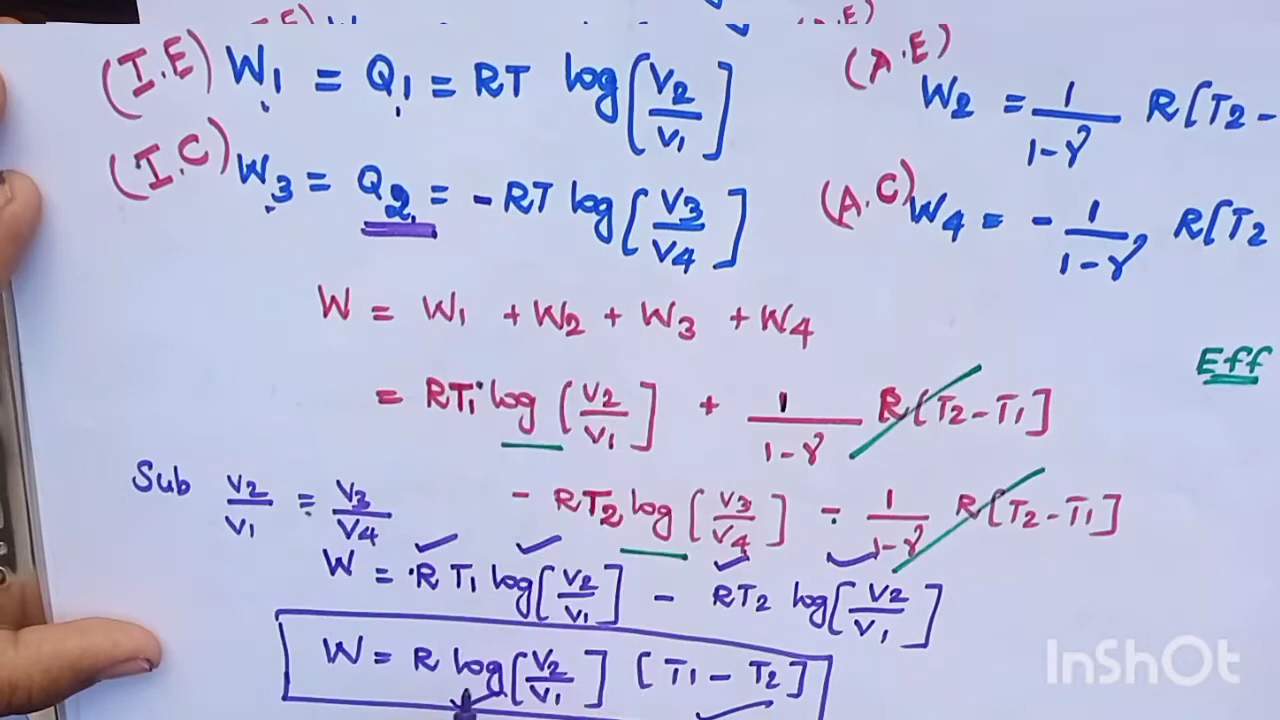 (I.E) W₁ = Q₁ = RT log[V₂/V₁]
(A.E) W₂ = 1/1-γ R[T₂ -
(I.C) W₃ = Q₂ = -RT log[V₃/V₄]
(A.C) W₄ = - 1/1-γ R[T₂
W = W₁ + W₂ + W₃ + W₄
Eff
= RT₁ log[V₂/V₁] + 1/1-γ R[T₂-T₁]
Sub V₂/V₁ = V₃/V₄
- RT₂ log[V₃/V₄] - 1/1-γ R[T₂-T₁]
W = RT₁ log[V₂/V₁] - RT₂ log[V₂/V₁]
W = R log[V₂/V₁] [T₁ - T₂]
InShOt